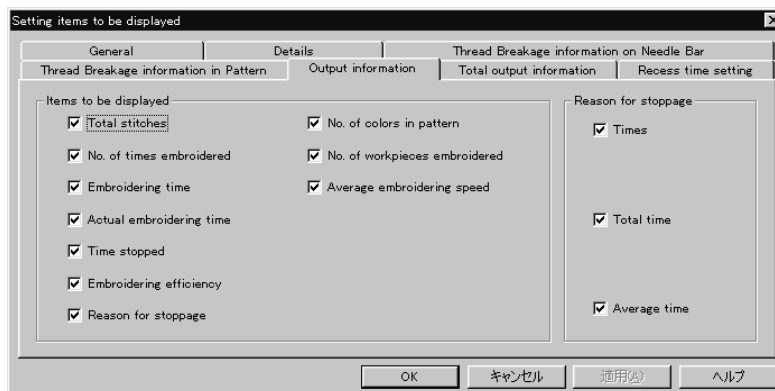 Setting items to be displayed
General
Details
Thread Breakage information on Needle Bar
Thread Breakage information in Pattern
Output information
Total output information
Recess time setting
Items to be displayed
Total stitches
No. of times embroidered
Embroidering time
Actual embroidering time
Time stopped
Embroidering efficiency
Reason for stoppage
No. of colors in pattern
No. of workpieces embroidered
Average embroidering speed
Reason for stoppage
Times
Total time
Average time
OK
キャンセル
適用(A)
ヘルプ